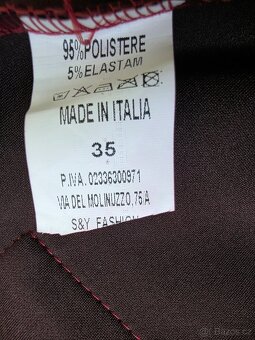 95% POLISTERE
5% ELASTAM
MADE IN ITALIA
35
P.IVA. 02336300971
VIA DEL MOLINUZZO,75/A
S&Y FASHION